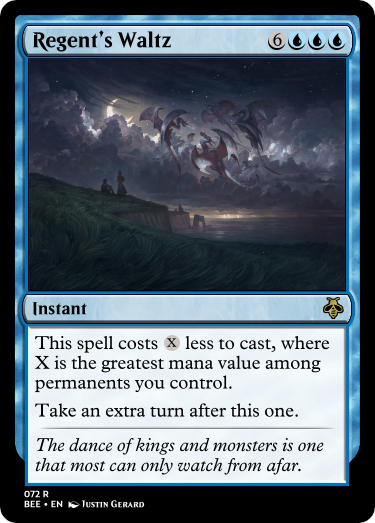 Regent's Waltz 6
Instant
This spell costs X less to cast, where
X is the greatest mana value among
permanents you control.
Take an extra turn after this one.
The dance of kings and monsters is one
that most can only watch from afar.
072 R
BEE • EN Justin Gerard